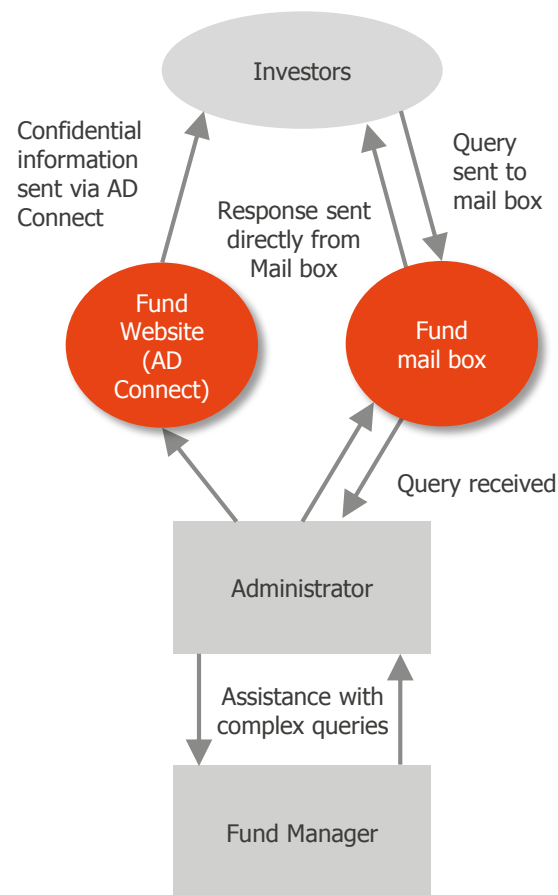 Investors
Confidential
information
sent via AD
Connect
Query
sent to
mail box
Response sent
directly from
Mail box
Fund
Website
(AD
Connect)
Fund
mail box
Query received
Administrator
Assistance with
complex queries
Fund Manager